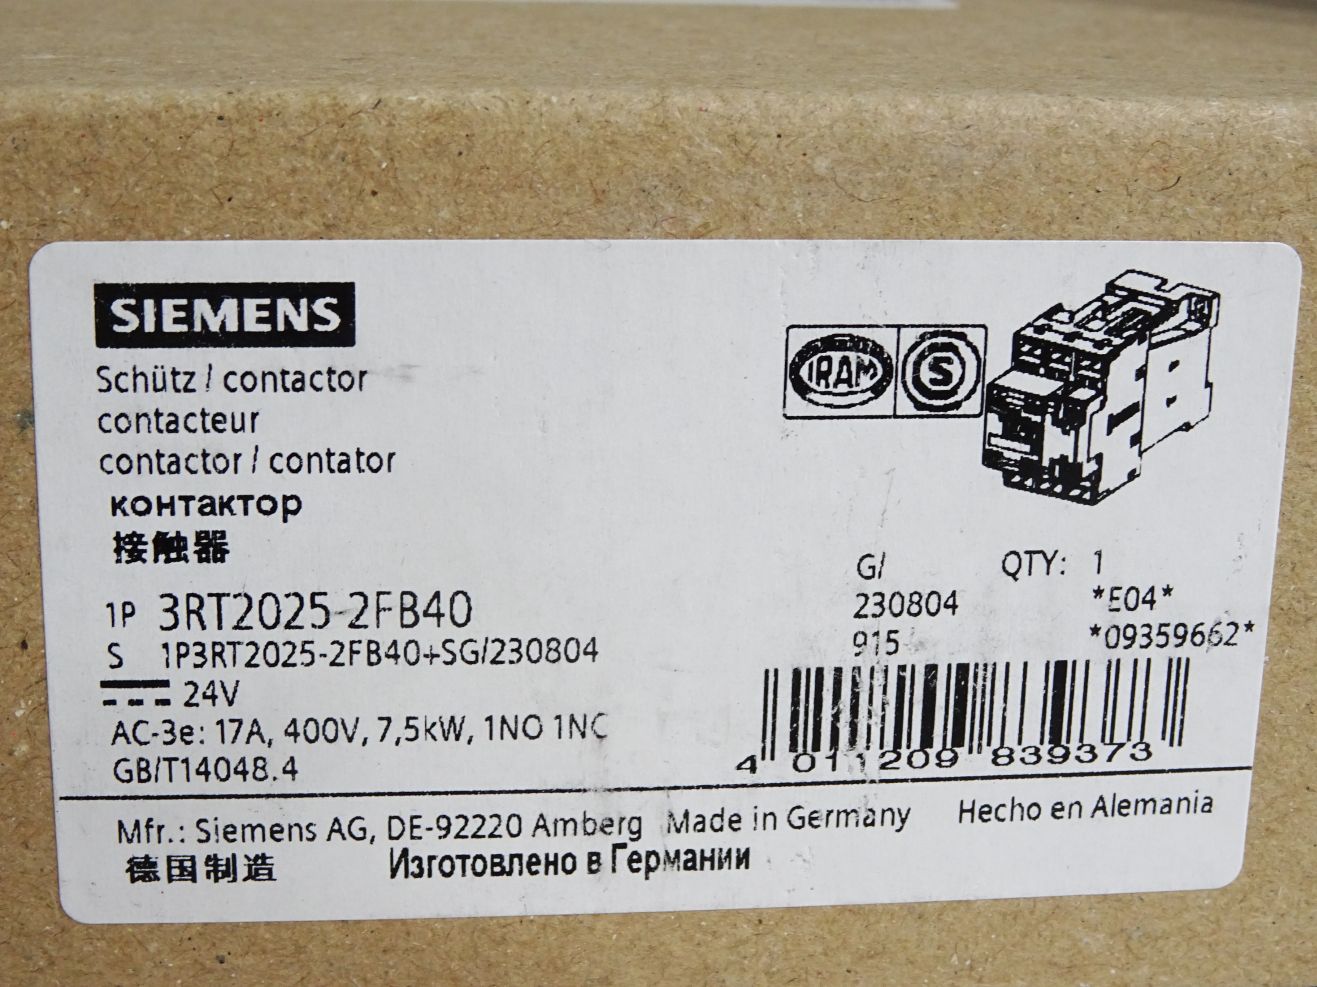 SIEMENS
Schütz / contactor
contacteur
contactor / contator
контактор
接触器
IRAM S
G/ QTY: 1
1P 3RT2025-2FB40 230804 *E04*
S 1P3RT2025-2FB40+SG/230804 915 *09359662*
24V
AC-3e: 17A, 400V, 7,5kW, 1NO 1NC
GB/T14048.4
4 011209 839373
Mfr.: Siemens AG, DE-92220 Amberg Made in Germany Hecho en Alemania
德国制造 Изготовлено в Германии